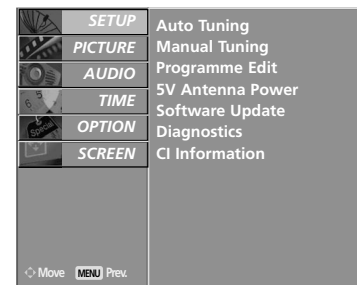 SETUP
PICTURE
AUDIO
TIME
OPTION
SCREEN
Auto Tuning
Manual Tuning
Programme Edit
5V Antenna Power
Software Update
Diagnostics
CI Information
Special
Move MENU Prev.